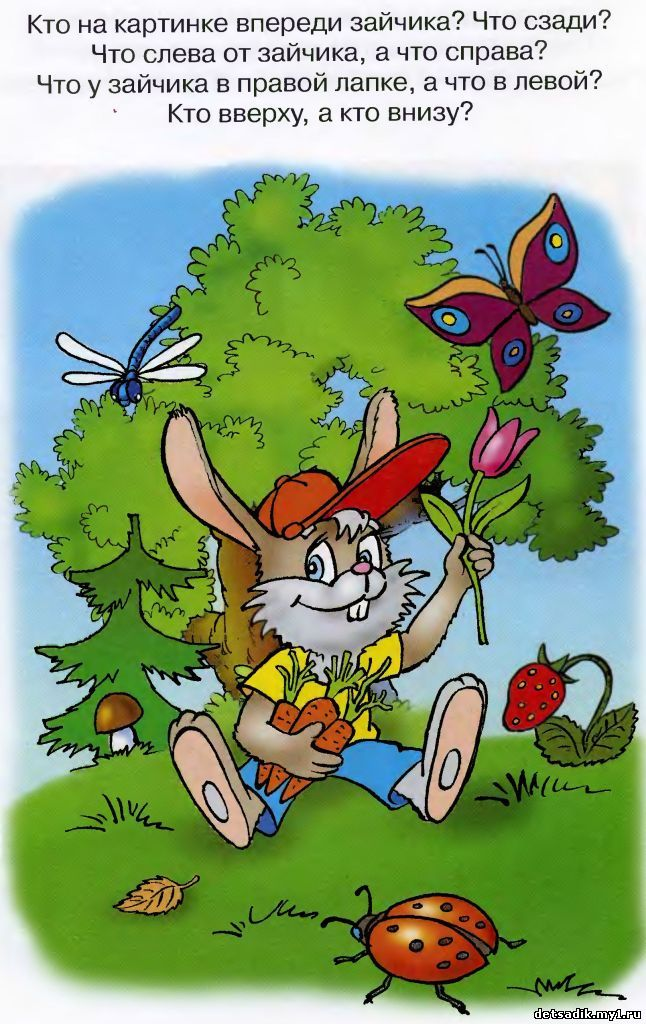 Кто на картинке впереди зайчика? Что сзади?
Что слева от зайчика, а что справа?
Что у зайчика в правой лапке, а что в левой?
Кто вверху, а кто внизу?
detsadik.my1.ru